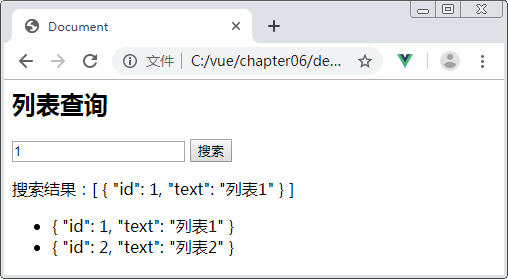 Document
文件 C:/vue/chapter06/de...
列表查询
1 搜索
搜索结果：[ { "id": 1, "text": "列表1" } ]
{ "id": 1, "text": "列表1" }
{ "id": 2, "text": "列表2" }